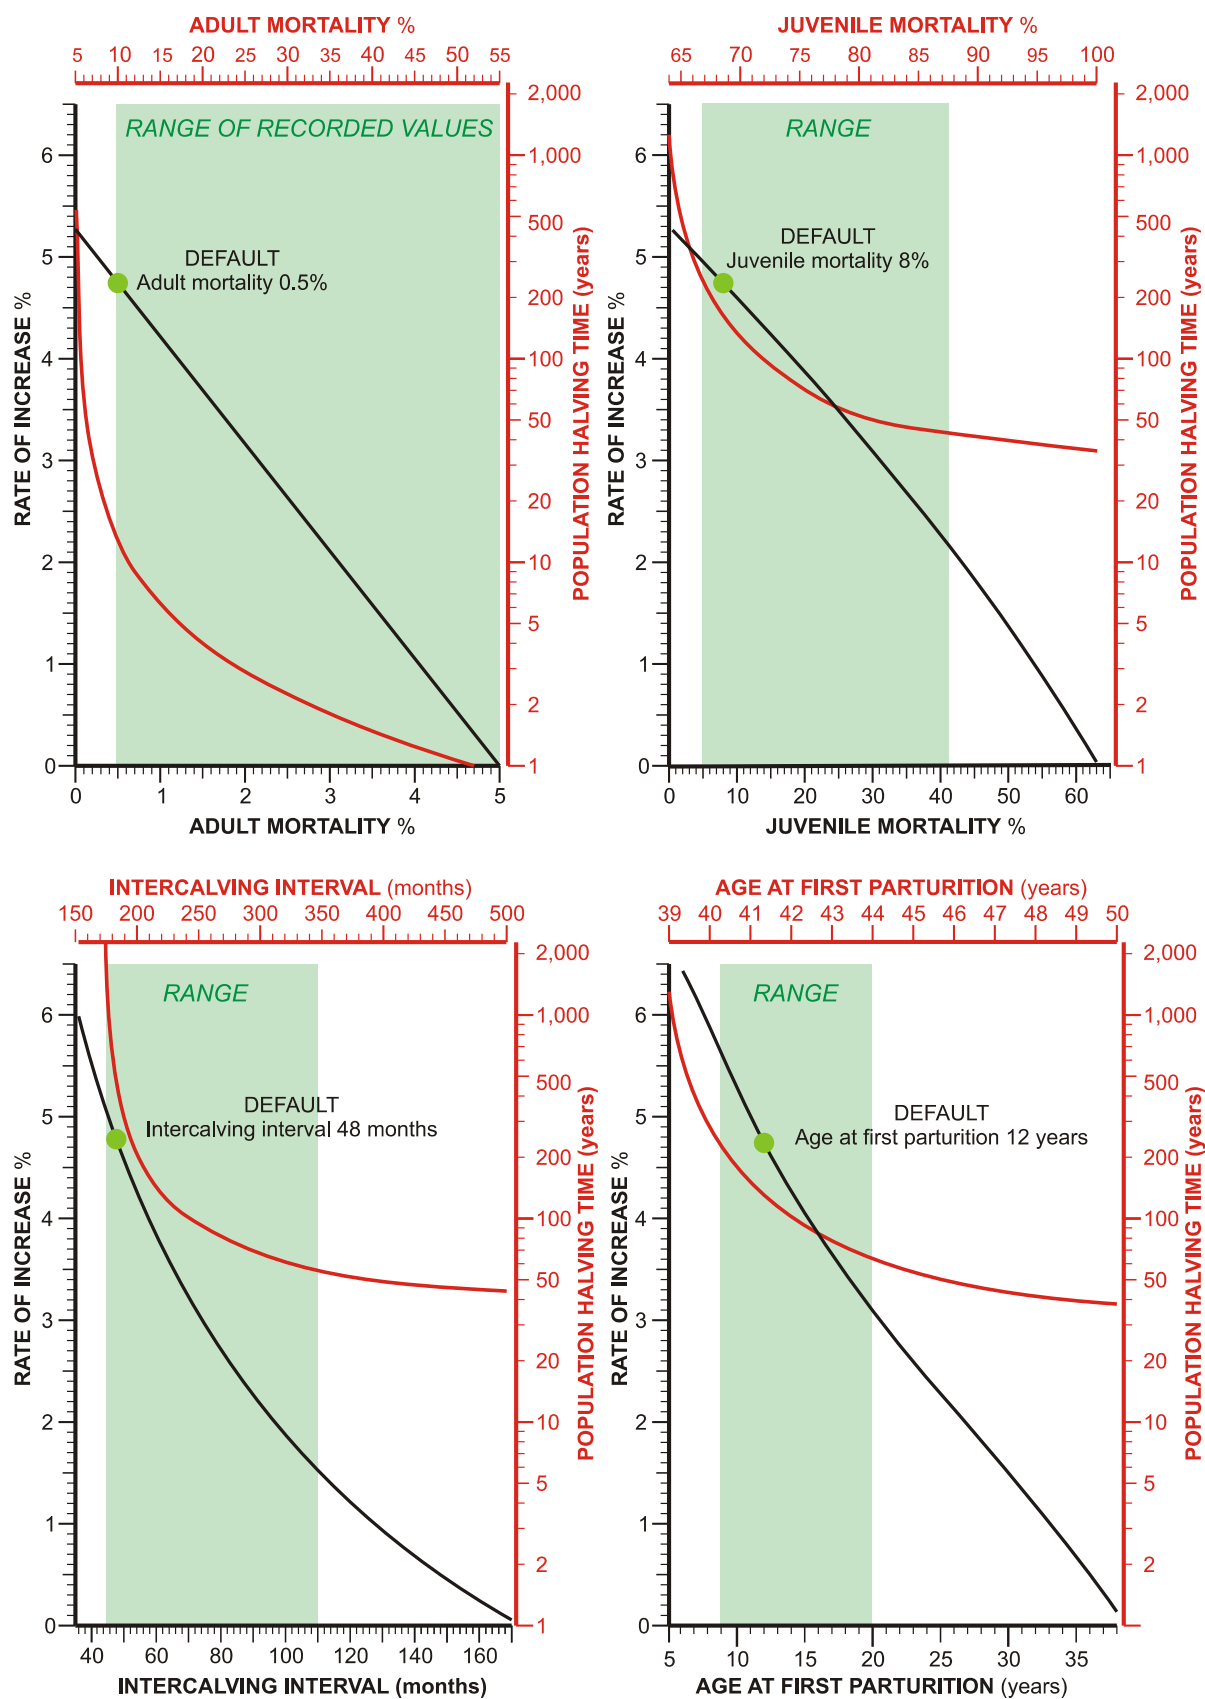 ADULT MORTALITY %
5 10 15 20 25 30 35 40 45 50 55
RANGE OF RECORDED VALUES
DEFAULT
Adult mortality 0.5%
RATE OF INCREASE %
6
5
4
3
2
1
0
POPULATION HALVING TIME (years)
2,000
1,000
500
200
100
50
20
10
5
2
1
0 1 2 3 4 5
ADULT MORTALITY %
JUVENILE MORTALITY %
65 70 75 80 85 90 95 100
RANGE
DEFAULT
Juvenile mortality 8%
RATE OF INCREASE %
6
5
4
3
2
1
0
POPULATION HALVING TIME (years)
2,000
1,000
500
200
100
50
20
10
5
2
1
0 10 20 30 40 50 60
JUVENILE MORTALITY %
INTERCALVING INTERVAL (months)
150 200 250 300 350 400 450 500
RANGE
DEFAULT
Intercalving interval 48 months
RATE OF INCREASE %
6
5
4
3
2
1
0
POPULATION HALVING TIME (years)
2,000
1,000
500
200
100
50
20
10
5
2
1
40 60 80 100 120 140 160
INTERCALVING INTERVAL (months)
AGE AT FIRST PARTURITION (years)
39 40 41 42 43 44 45 46 47 48 49 50
RANGE
DEFAULT
Age at first parturition 12 years
RATE OF INCREASE %
6
5
4
3
2
1
0
POPULATION HALVING TIME (years)
2,000
1,000
500
200
100
50
20
10
5
2
5 10 15 20 25 30 35
AGE AT FIRST PARTURITION (years)